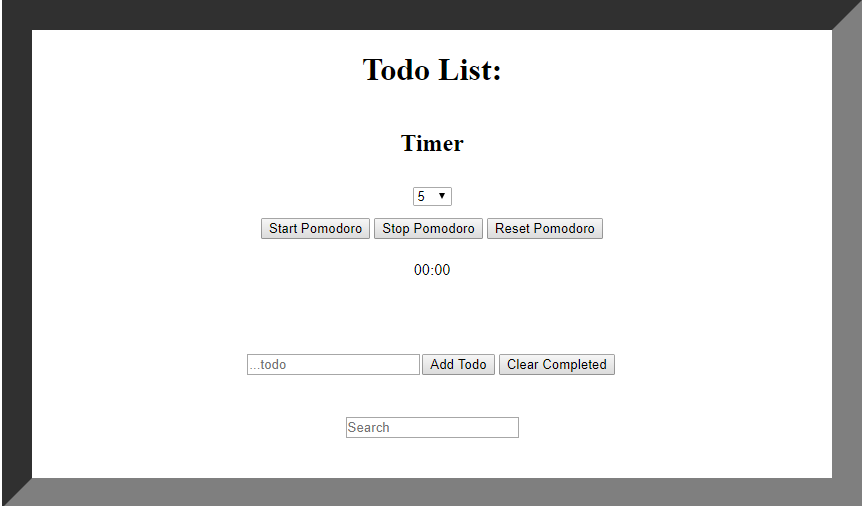 Todo List:
Timer
5
Start Pomodoro Stop Pomodoro Reset Pomodoro
00:00
...todo Add Todo Clear Completed
Search